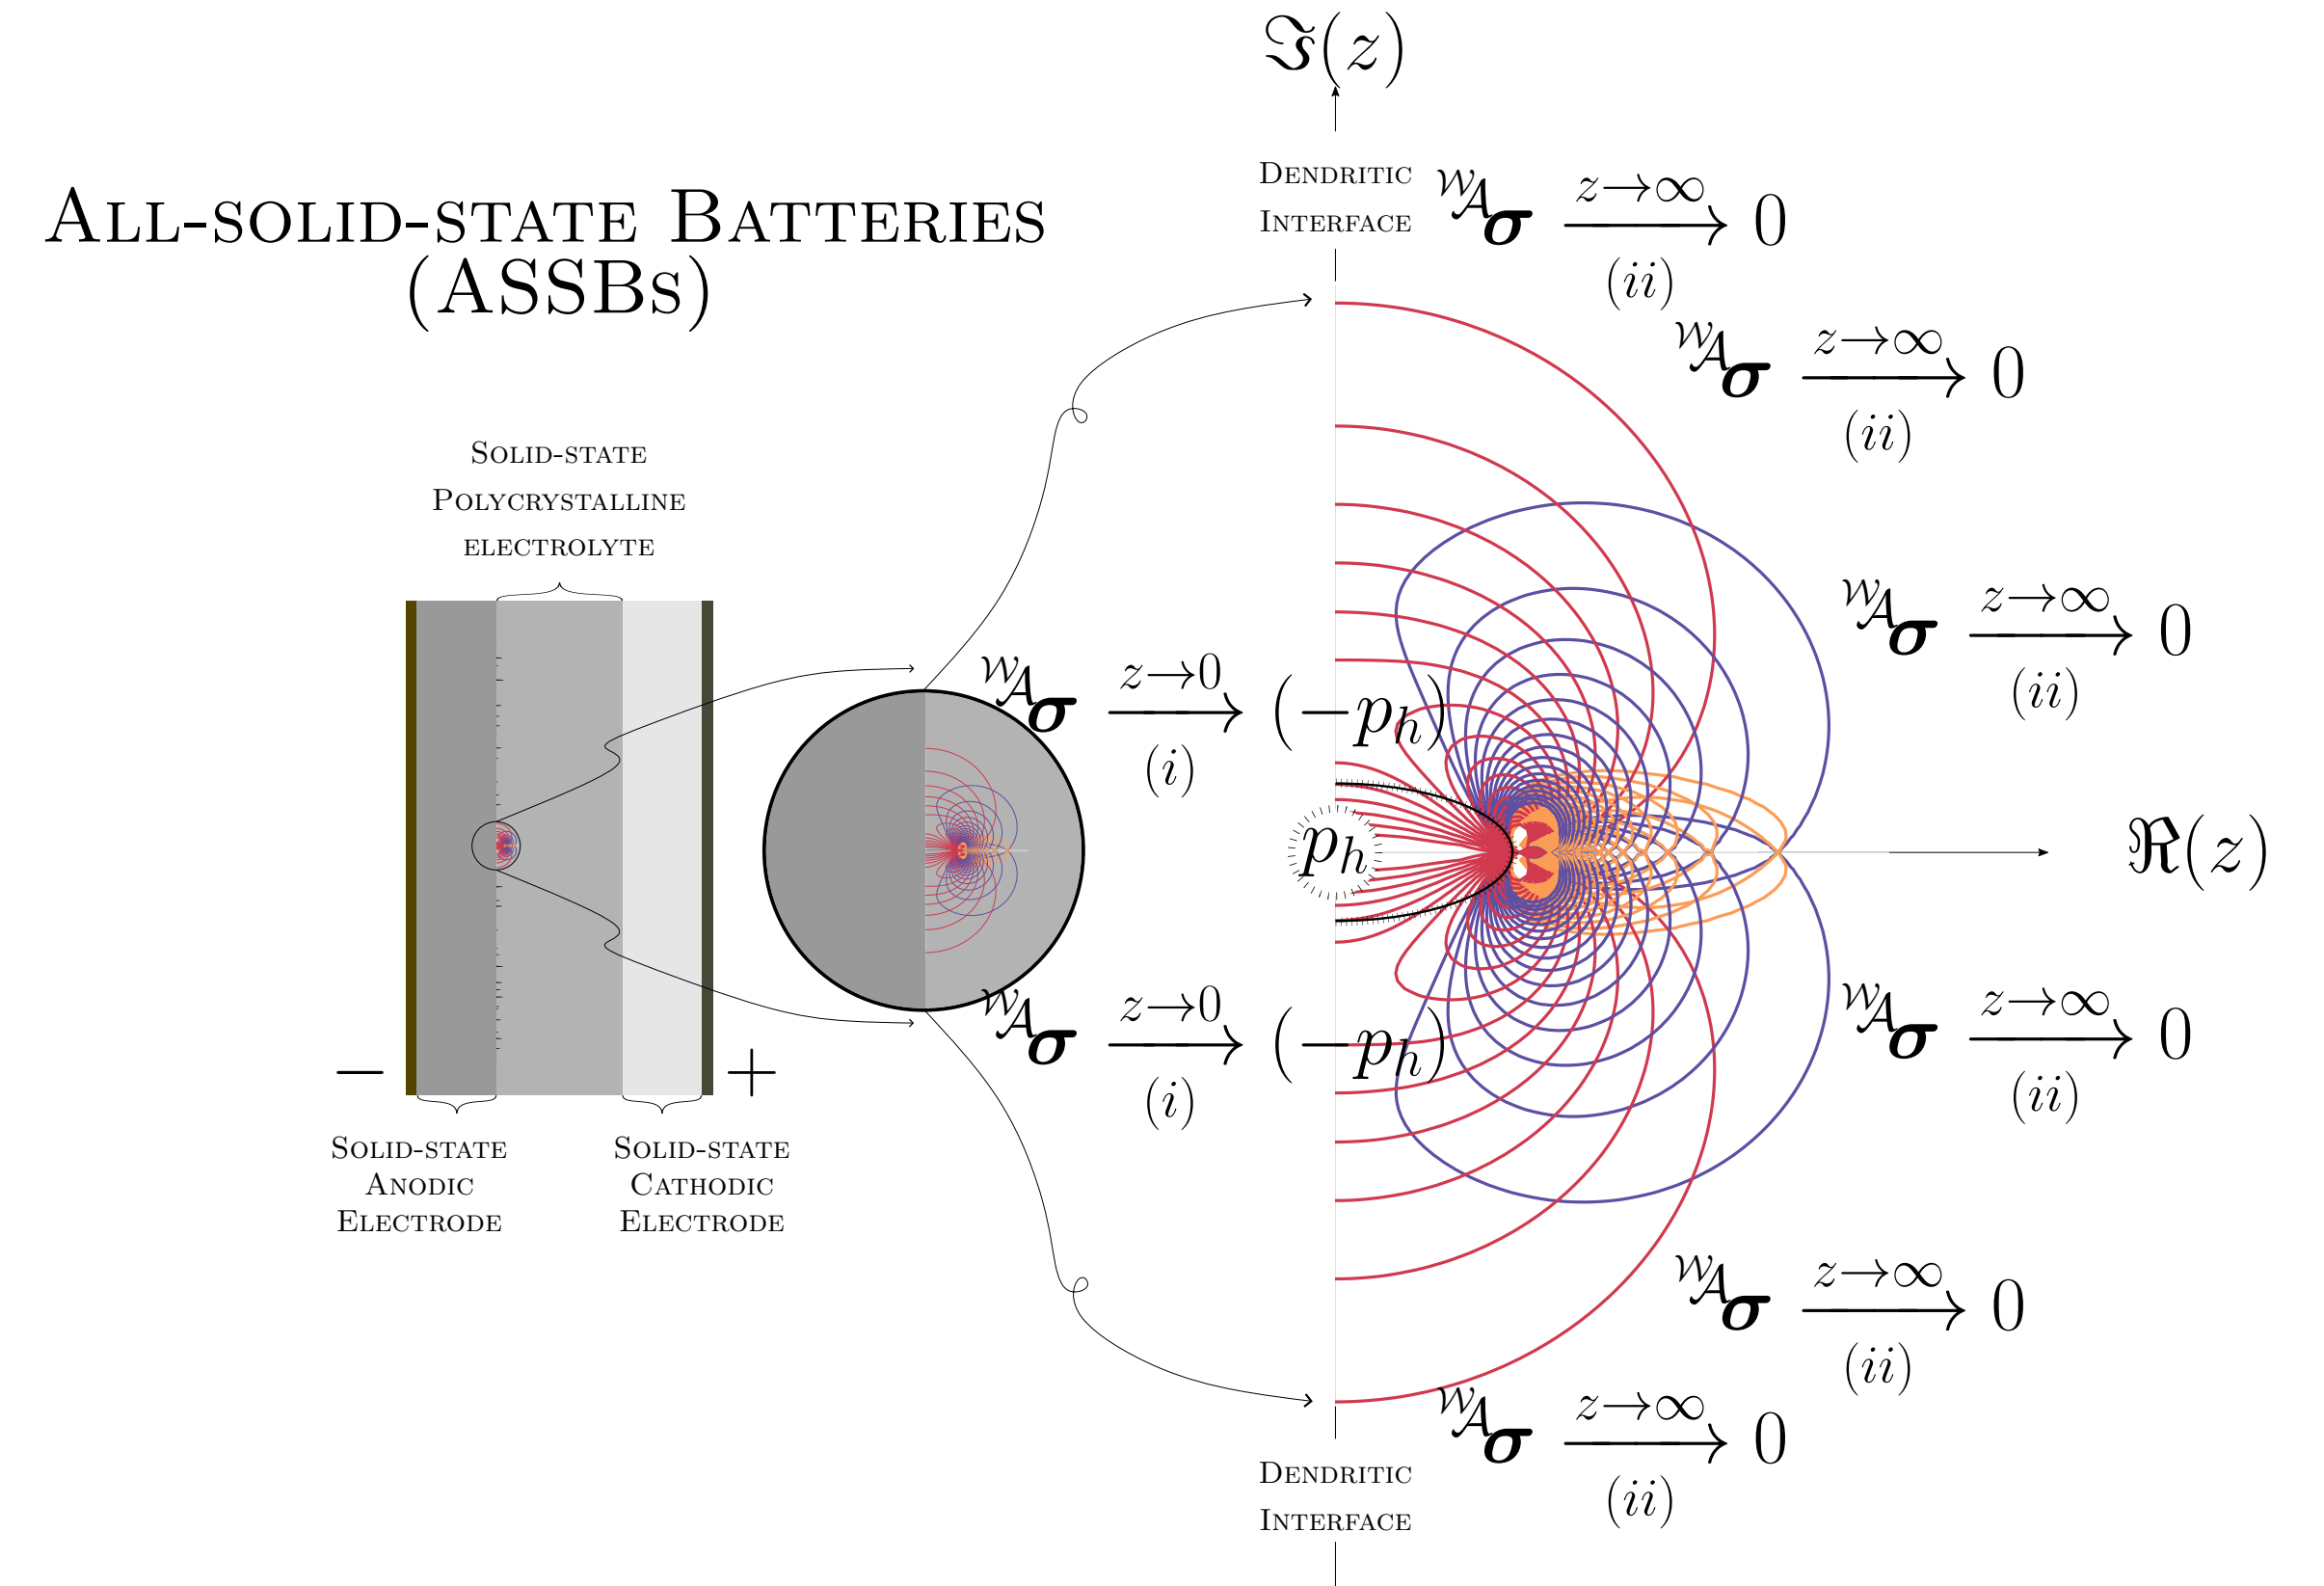 ℑ(z)
ALL-SOLID-STATE BATTERIES
(ASSBS)
DENDRITIC
INTERFACE
𝒲𝒜𝝈 z→∞ ⟶ 0
(ii)
𝒲𝒜𝝈 z→∞ ⟶ 0
(ii)
SOLID-STATE
POLYCRYSTALLINE
ELECTROLYTE
𝒲𝒜𝝈 z→∞ ⟶ 0
(ii)
𝒲𝒜𝝈 z→0 ⟶ (−pₕ)
(i)
pₕ
ℜ(z)
𝒲𝒜𝝈 z→0 ⟶ (−pₕ)
(i)
𝒲𝒜𝝈 z→∞ ⟶ 0
(ii)
− +
SOLID-STATE
ANODIC
ELECTRODE
SOLID-STATE
CATHODIC
ELECTRODE
𝒲𝒜𝝈 z→∞ ⟶ 0
(ii)
𝒲𝒜𝝈 z→∞ ⟶ 0
(ii)
DENDRITIC
INTERFACE